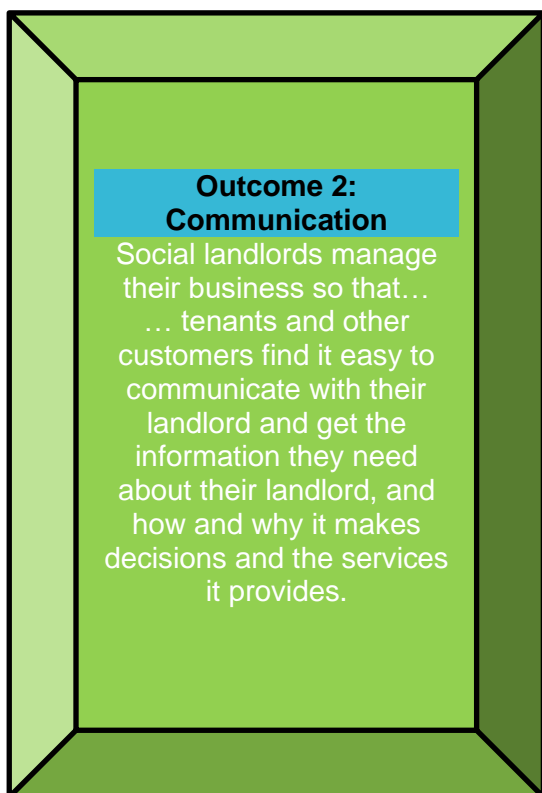 Outcome 2:
Communication
Social landlords manage
their business so that…
… tenants and other
customers find it easy to
communicate with their
landlord and get the
information they need
about their landlord, and
how and why it makes
decisions and the services
it provides.